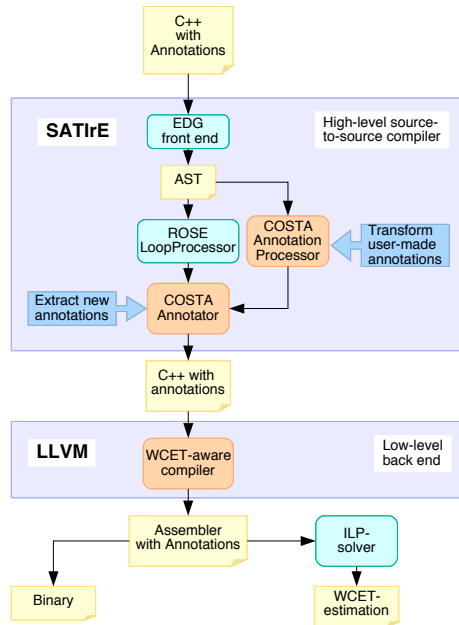 C++
with
Annotations
SATIrE
EDG
front end
High-level source-
to-source compiler
AST
ROSE
LoopProcessor
COSTA
Annotation
Processor
Transform
user-made
annotations
Extract new
annotations
COSTA
Annotator
C++ with
annotations
LLVM
WCET-aware
compiler
Low-level
back end
Assembler
with Annotations
ILP-
solver
Binary
WCET-
estimation